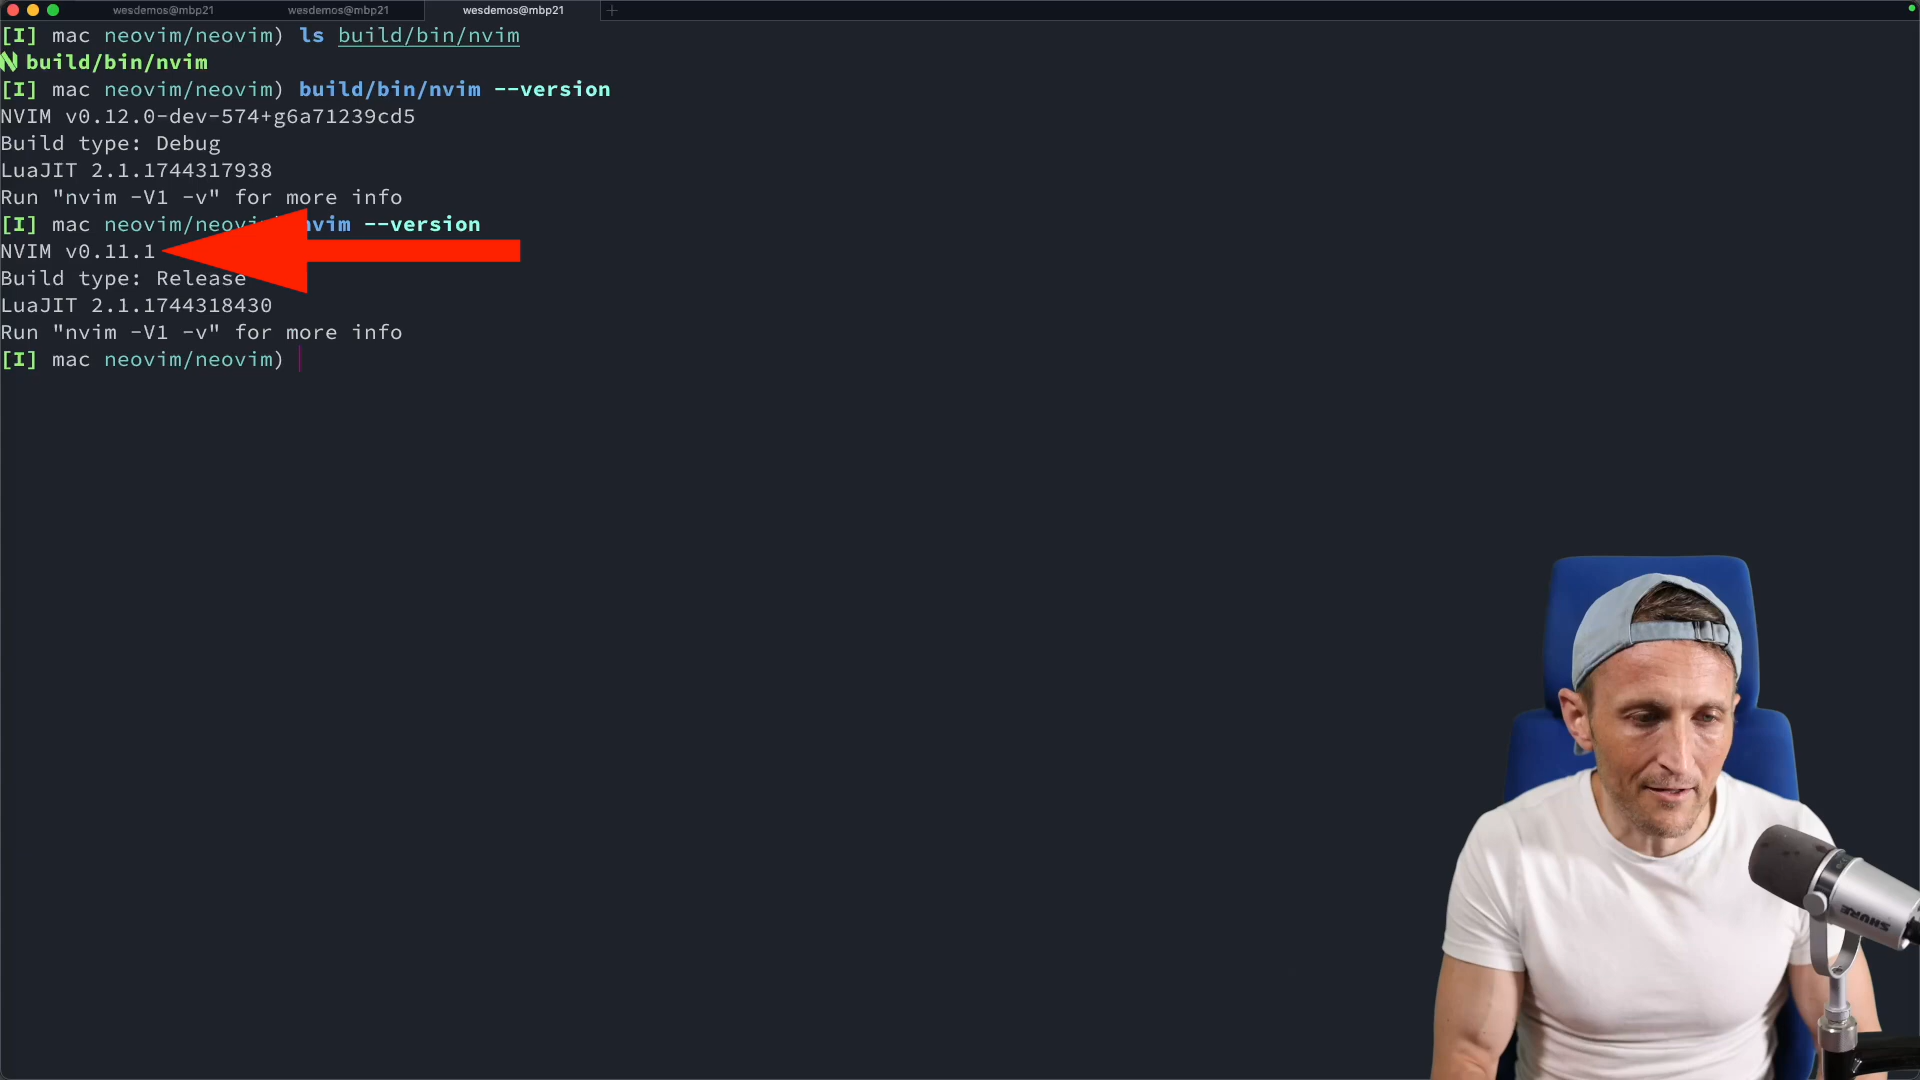 wesdemos@mbp21 wesdemos@mbp21 wesdemos@mbp21 +
[I] mac neovim/neovim) ls build/bin/nvim
build/bin/nvim
[I] mac neovim/neovim) build/bin/nvim --version
NVIM v0.12.0-dev-574+g6a71239cd5
Build type: Debug
LuaJIT 2.1.1744317938
Run "nvim -V1 -v" for more info
[I] mac neovim/neovim) nvim --version
NVIM v0.11.1
Build type: Release
LuaJIT 2.1.1744318430
Run "nvim -V1 -v" for more info
[I] mac neovim/neovim)
SHURE